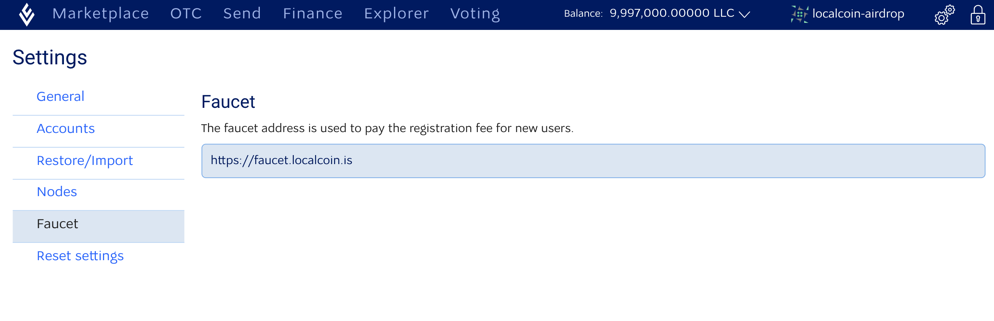 Marketplace OTC Send Finance Explorer Voting Balance: 9,997,000.00000 LLC localcoin-airdrop
Settings
General
Accounts
Restore/Import
Nodes
Faucet
Reset settings
Faucet
The faucet address is used to pay the registration fee for new users.
https://faucet.localcoin.is